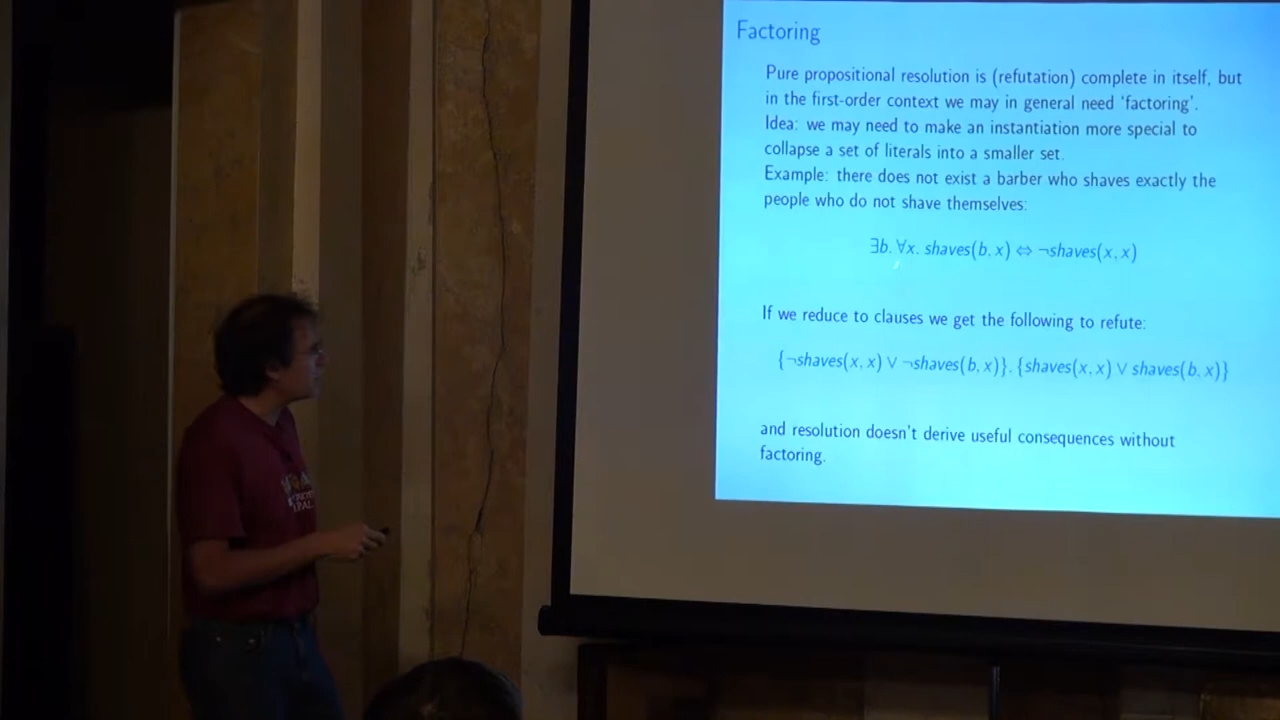 Factoring
Pure propositional resolution is (refutation) complete in itself, but
in the first-order context we may in general need ‘factoring’.
Idea: we may need to make an instantiation more special to
collapse a set of literals into a smaller set.
Example: there does not exist a barber who shaves exactly the
people who do not shave themselves:
∃b. ∀x. shaves(b, x) ⇔ ¬shaves(x, x)
If we reduce to clauses we get the following to refute:
{¬shaves(x, x) ∨ ¬shaves(b, x)}, {shaves(x, x) ∨ shaves(b, x)}
and resolution doesn't derive useful consequences without
factoring.